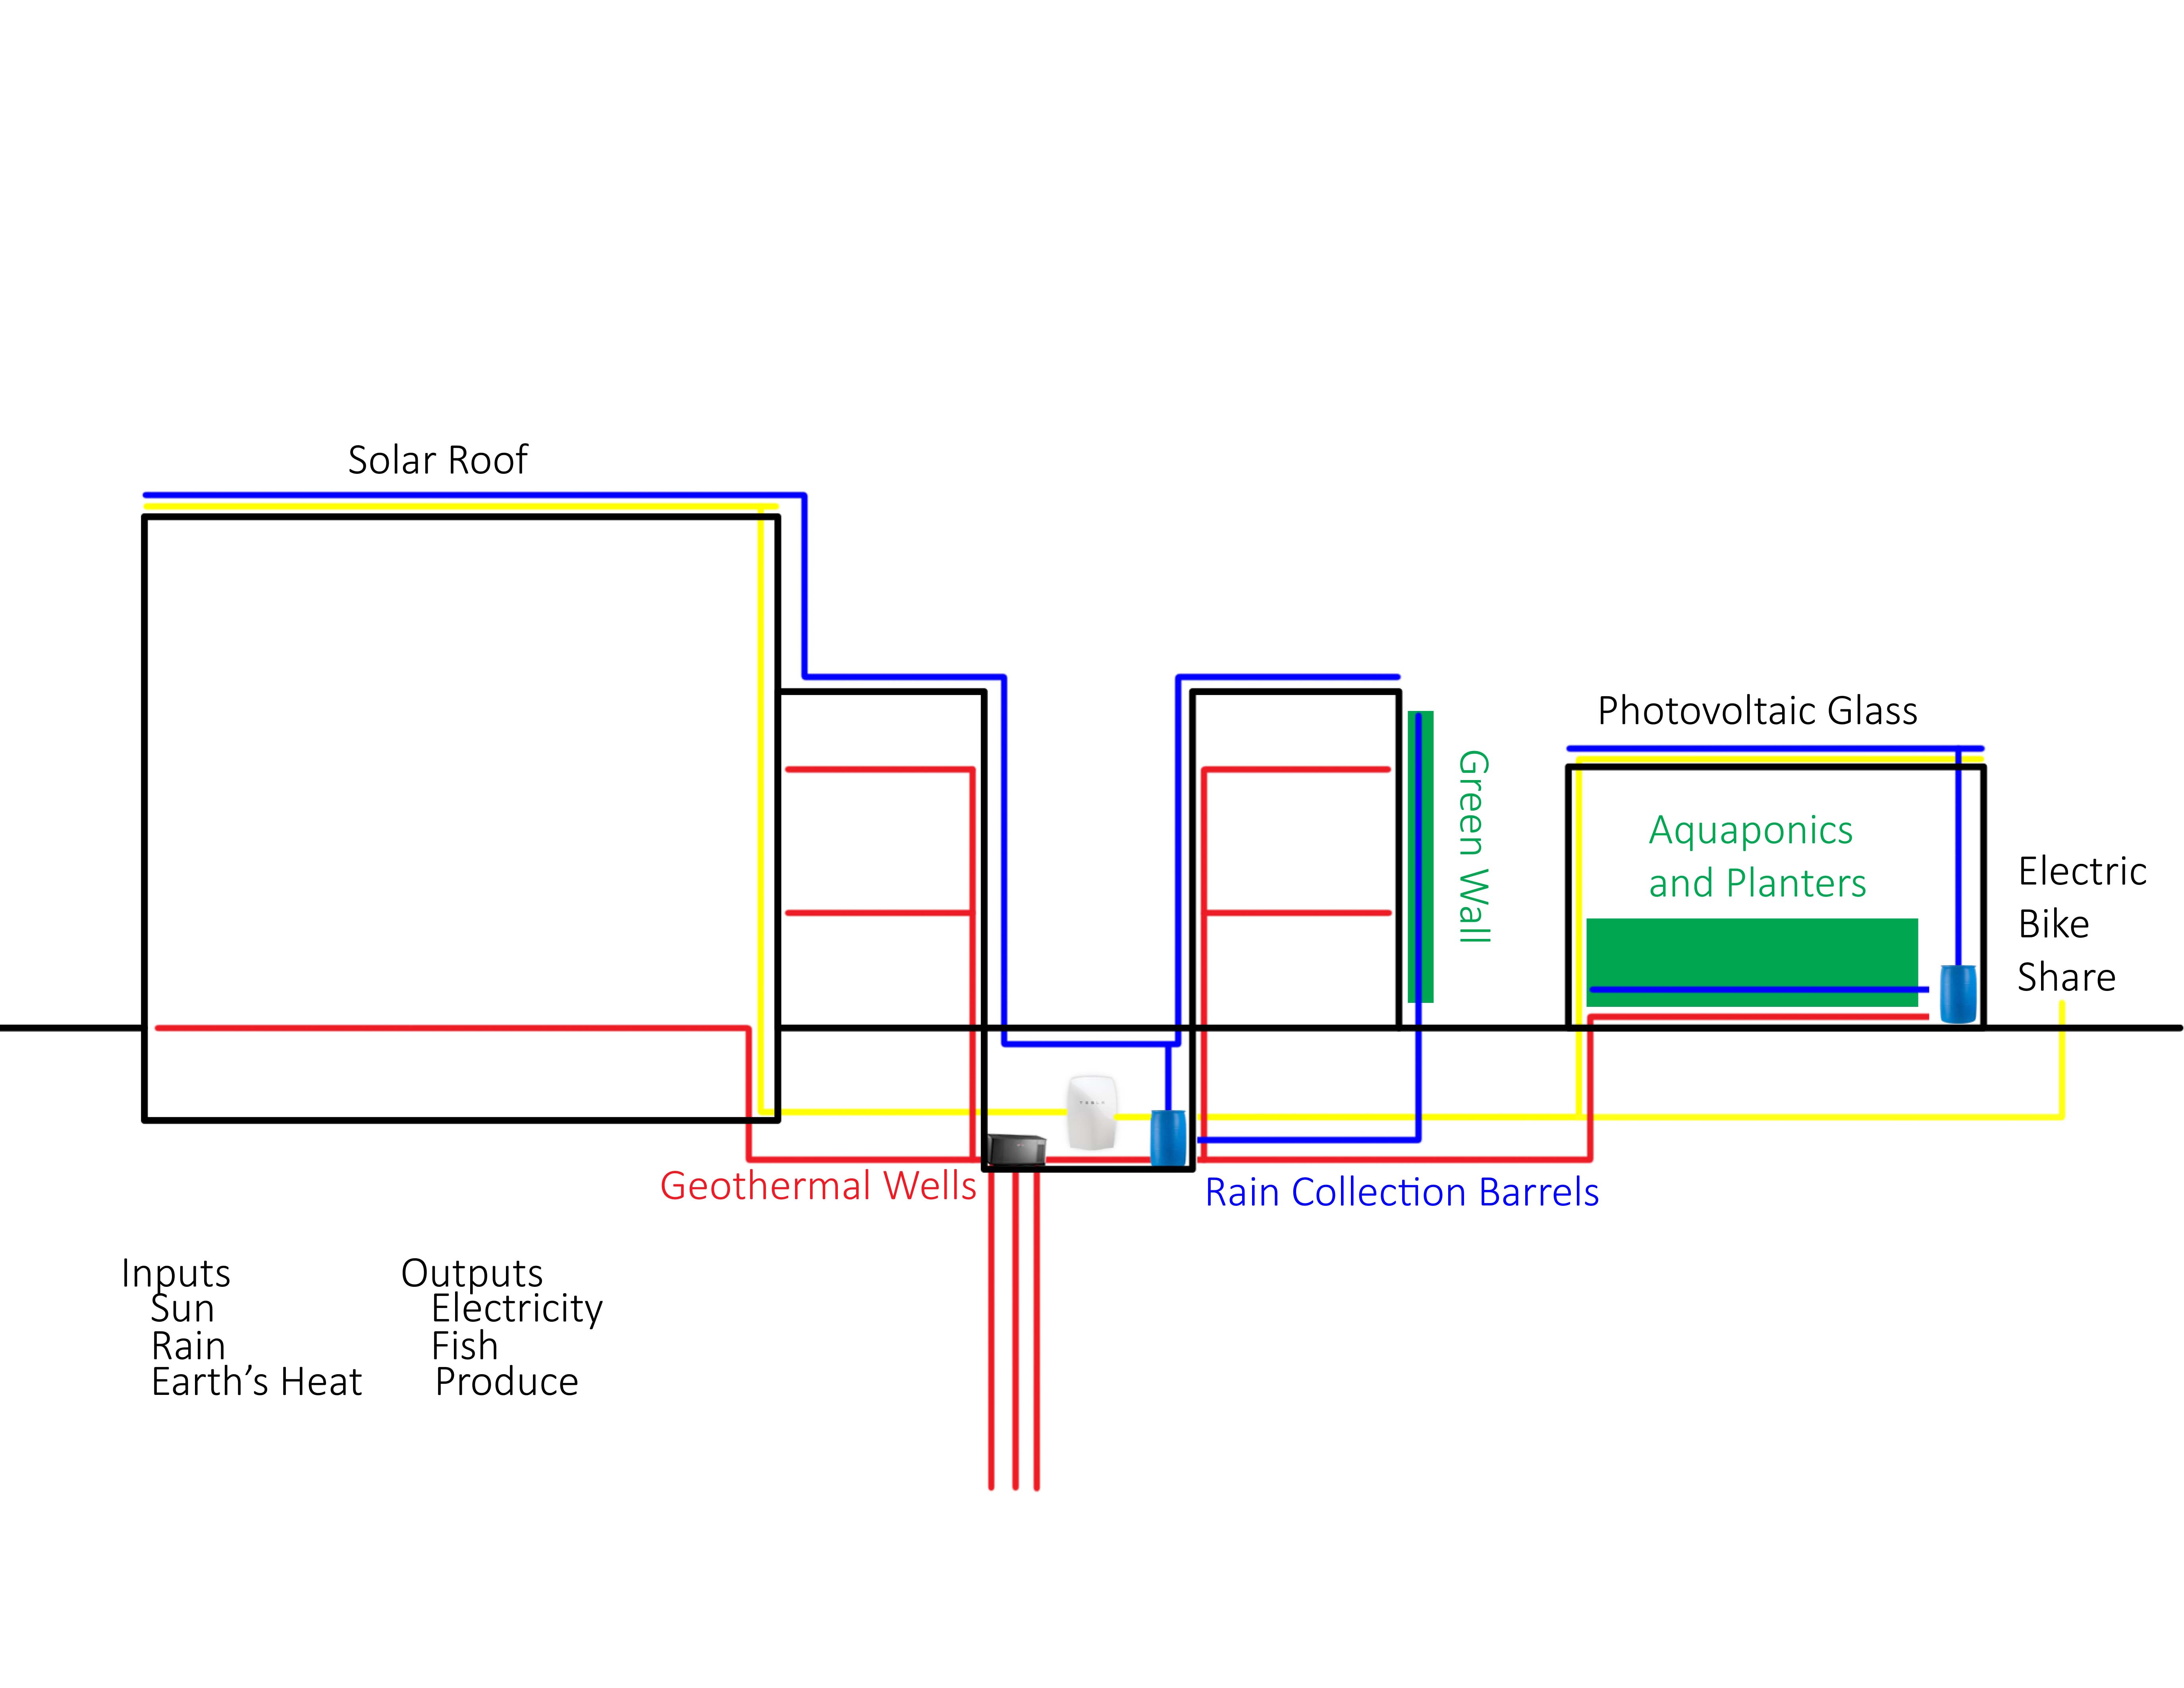 Solar Roof
Photovoltaic Glass
Green Wall
Aquaponics
and Planters
Electric
Bike
Share
TESLA
Geothermal Wells
Rain Collection Barrels
Inputs
Sun
Rain
Earth's Heat
Outputs
Electricity
Fish
Produce